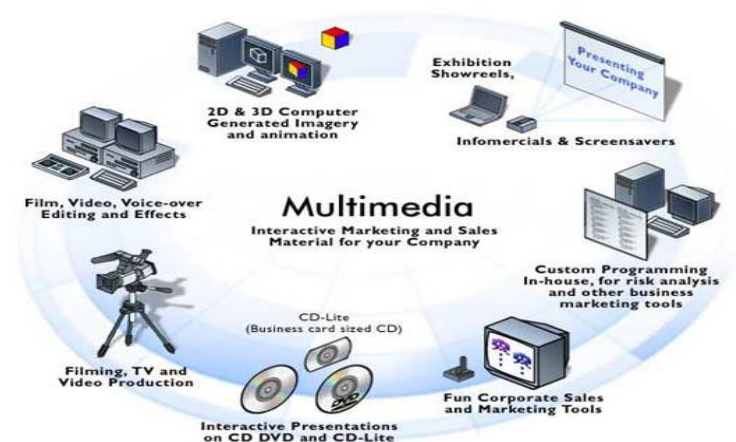 Presenting
Your Company
Exhibition
Showreels,
Infomercials & Screensavers
2D & 3D Computer
Generated Imagery
and animation
Film, Video, Voice-over
Editing and Effects
Multimedia
Interactive Marketing and Sales
Material for your Company
Custom Programming
In-house, for risk analysis
and other business
marketing tools
CD-Lite
(Business card sized CD)
Filming, TV and
Video Production
DVD
Interactive Presentations
on CD DVD and CD-Lite
Fun Corporate Sales
and Marketing Tools